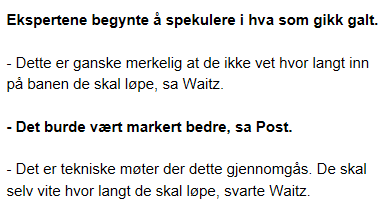 Ekspertene begynte å spekulere i hva som gikk galt.
- Dette er ganske merkelig at de ikke vet hvor langt inn
på banen de skal løpe, sa Waitz.
- Det burde vært markert bedre, sa Post.
- Det er tekniske møter der dette gjennomgås. De skal
selv vite hvor langt de skal løpe, svarte Waitz.